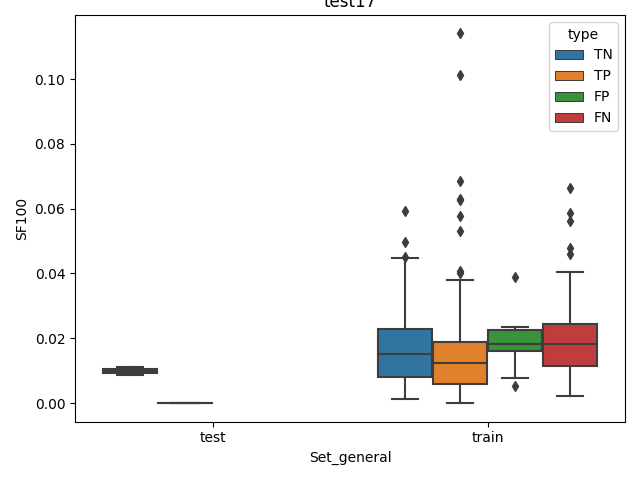 test17
type
TN
TP
FP
FN
0.10
0.08
0.06
0.04
0.02
0.00
SF100
test
train
Set_general